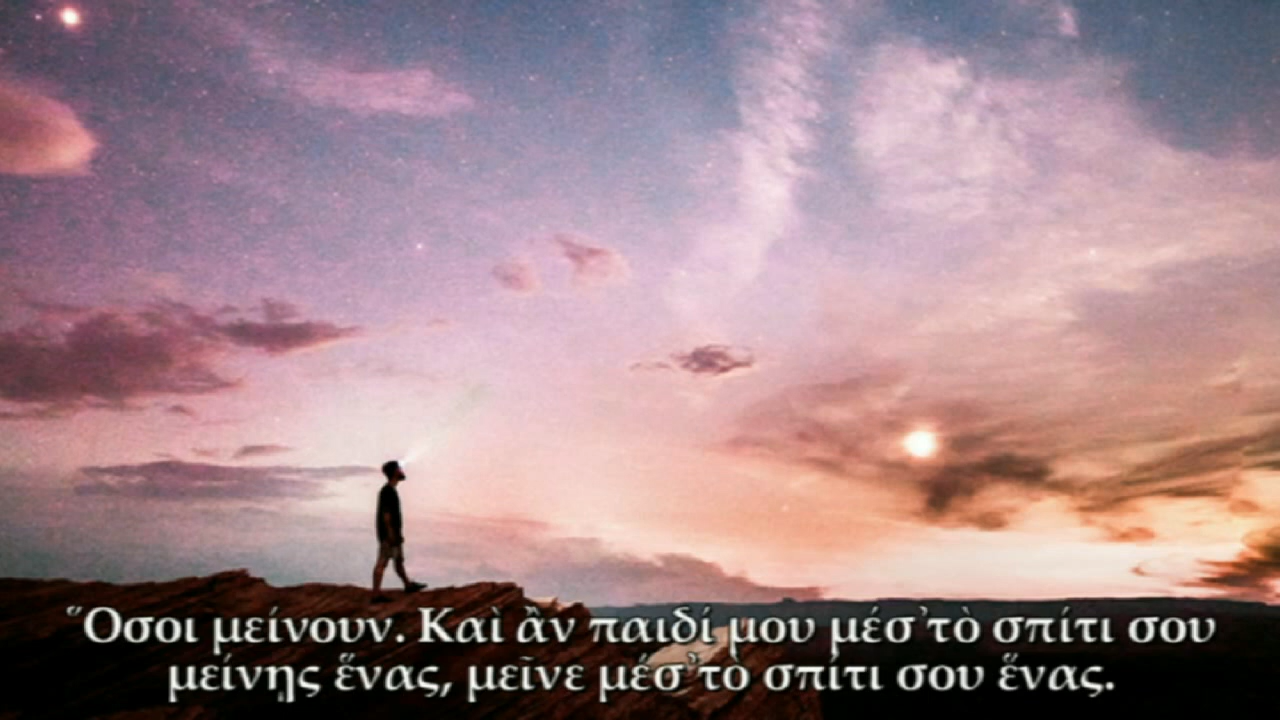 Ὅσοι μείνουν. Καὶ ἂν παιδί μου μέσ᾿τὸ σπίτι σου
μείνῃς ἕνας, μεῖνε μέσ᾿τὸ σπίτι σου ἕνας.